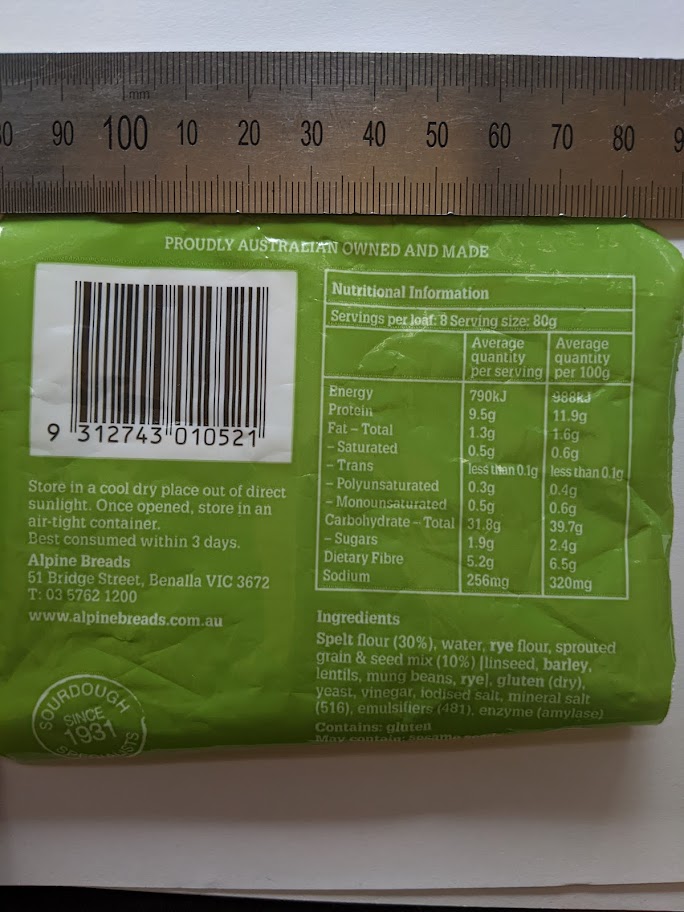 mm
80 90 100 10 20 30 40 50 60 70 80 9
PROUDLY AUSTRALIAN OWNED AND MADE
9 312743 010521
Store in a cool dry place out of direct
sunlight. Once opened, store in an
air-tight container.
Best consumed within 3 days.
Alpine Breads
51 Bridge Street, Benalla VIC 3672
T: 03 5762 1200
www.alpinebreads.com.au
SOURDOUGH
SINCE
1931
SPECIALISTS
Nutritional Information
Servings per loaf: 8 Serving size: 80g
Average quantity per serving Average quantity per 100g
Energy 790kJ 988kJ
Protein 9.5g 11.9g
Fat – Total 1.3g 1.6g
– Saturated 0.5g 0.6g
– Trans less than 0.1g less than 0.1g
– Polyunsaturated 0.3g 0.4g
– Monounsaturated 0.5g 0.6g
Carbohydrate – Total 31.8g 39.7g
– Sugars 1.9g 2.4g
Dietary Fibre 5.2g 6.5g
Sodium 256mg 320mg
Ingredients
Spelt flour (30%), water, rye flour, sprouted
grain & seed mix (10%) [linseed, barley,
lentils, mung beans, rye], gluten (dry),
yeast, vinegar, iodised salt, mineral salt
(516), emulsifiers (481), enzyme (amylase)
Contains: gluten
May contain: sesame